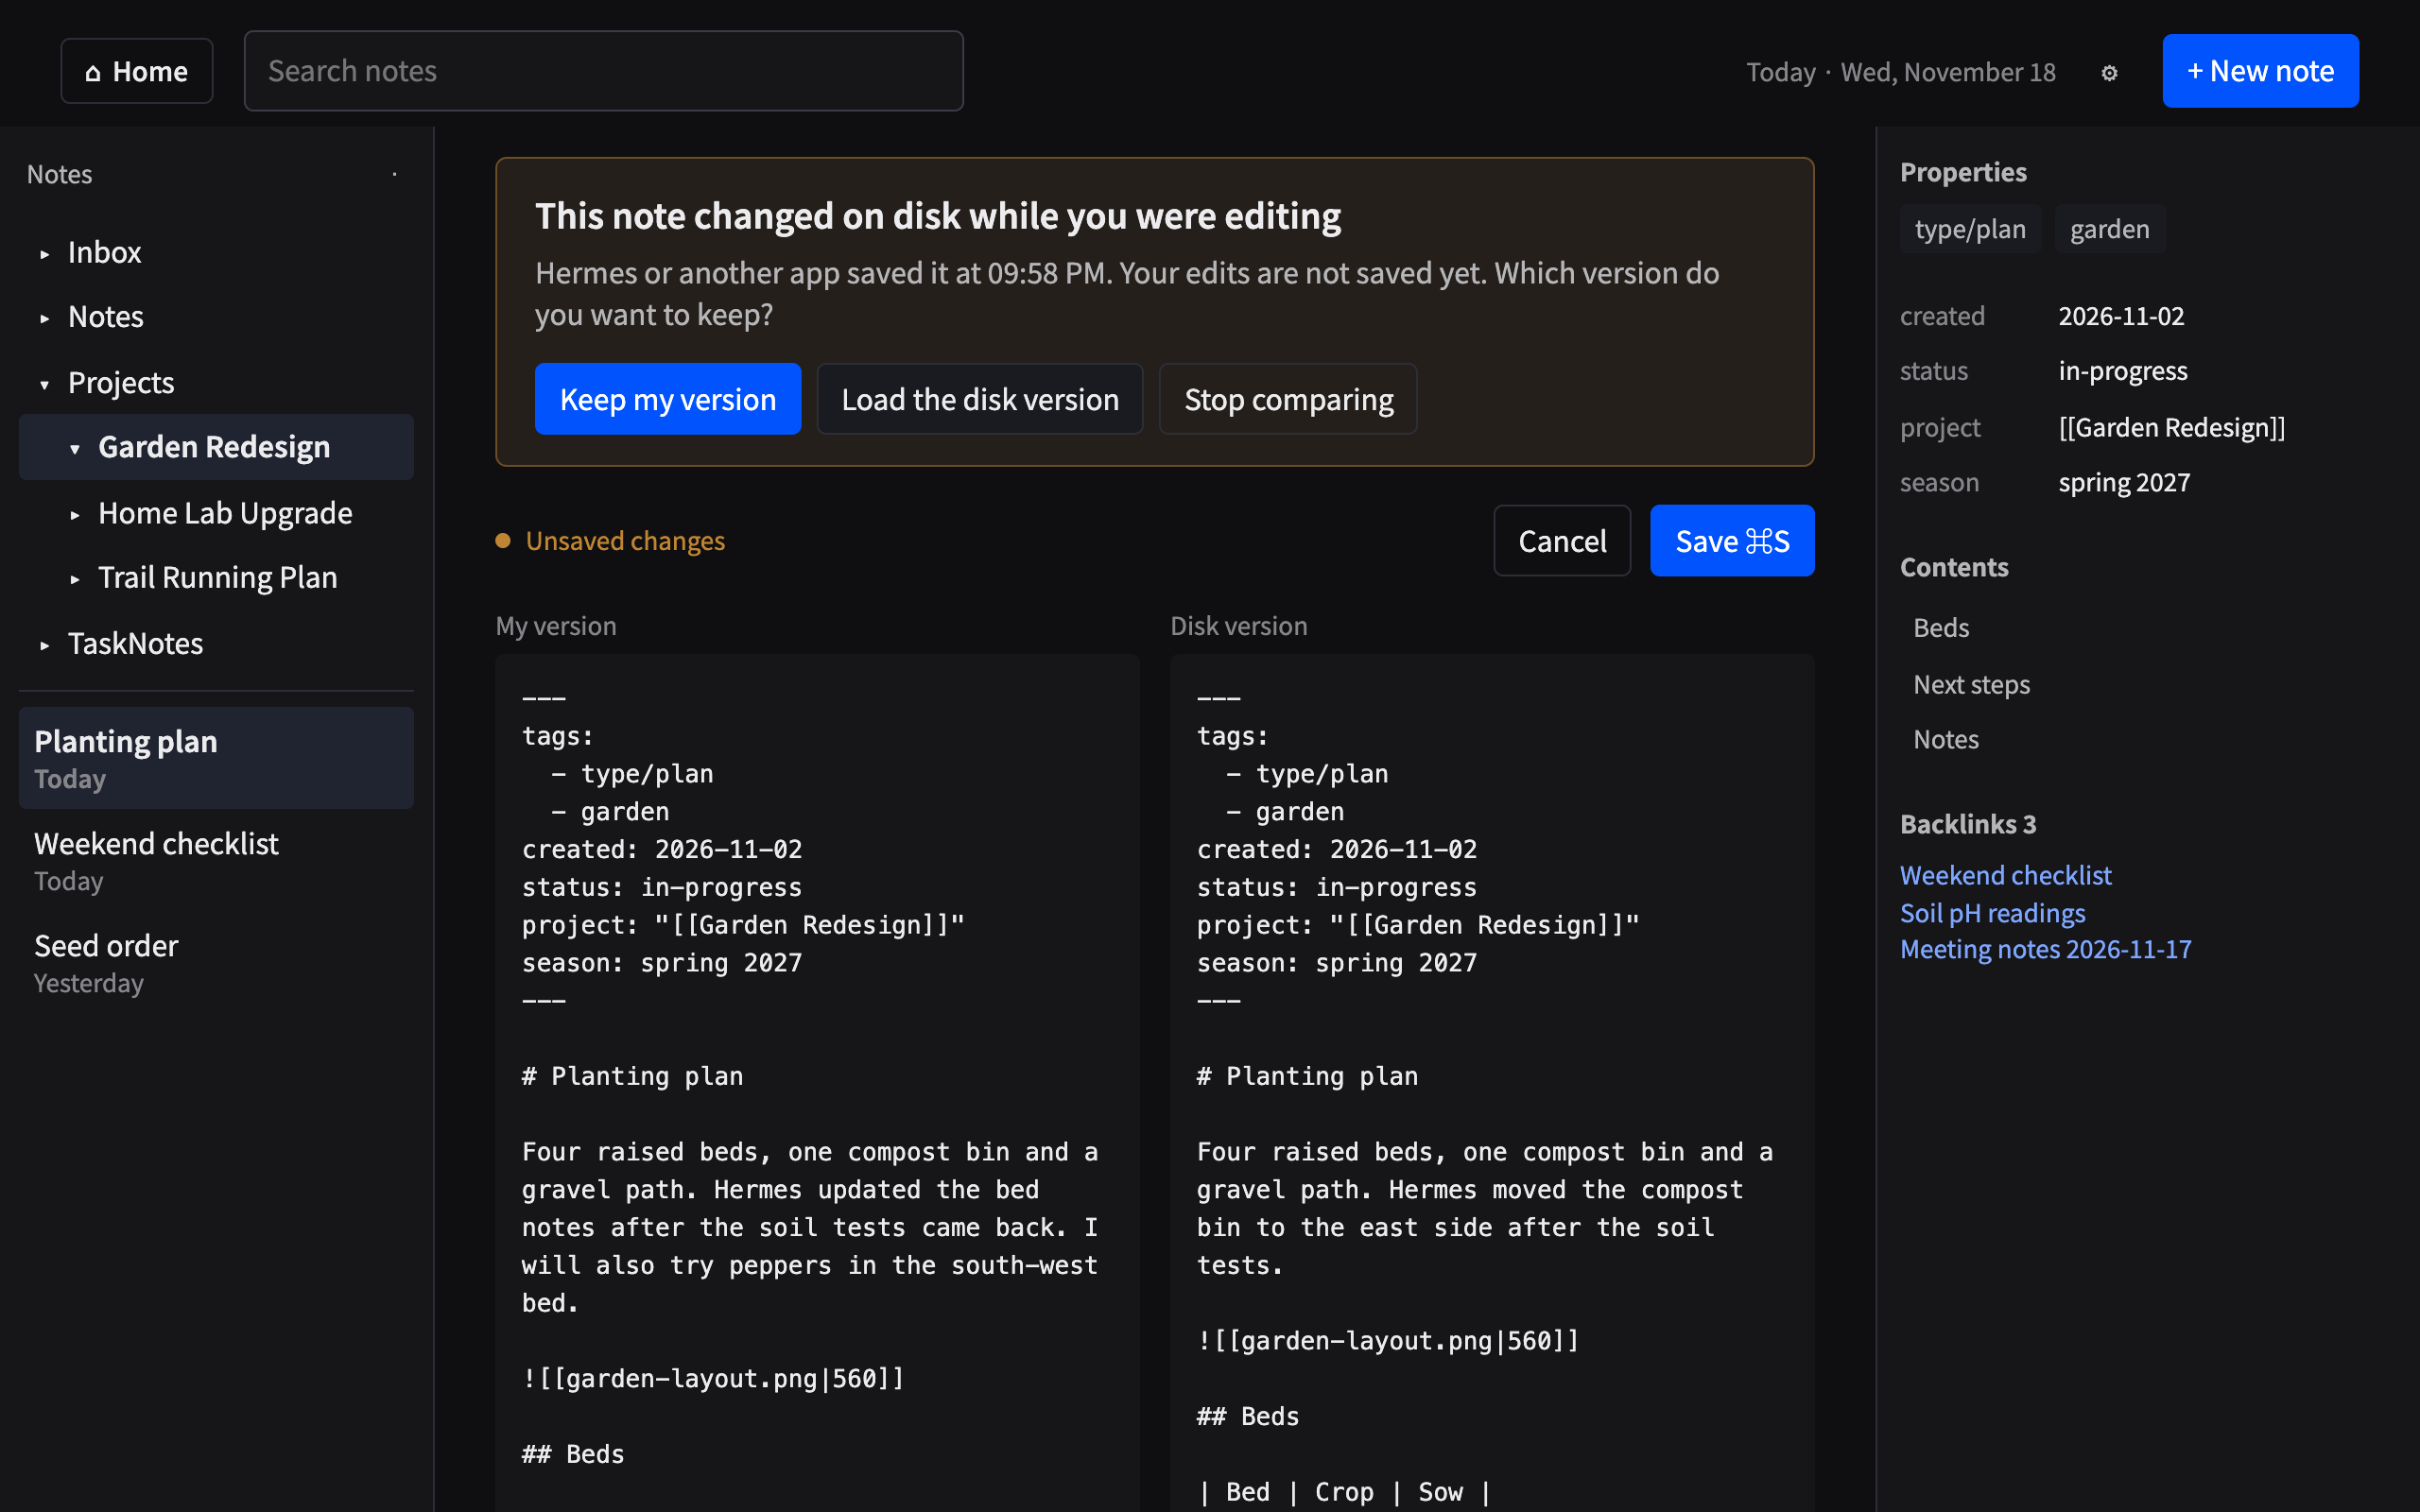 ⌂ Home
Search notes
Today · Wed, November 18
⚙
+ New note
Notes
·
▸ Inbox
▸ Notes
▾ Projects
▾ Garden Redesign
▸ Home Lab Upgrade
▸ Trail Running Plan
▸ TaskNotes
Planting plan
Today
Weekend checklist
Today
Seed order
Yesterday
This note changed on disk while you were editing
Hermes or another app saved it at 09:58 PM. Your edits are not saved yet. Which version do
you want to keep?
Keep my version
Load the disk version
Stop comparing
Unsaved changes
Cancel
Save ⌘S
My version
---
tags:
  - type/plan
  - garden
created: 2026-11-02
status: in-progress
project: "[[Garden Redesign]]"
season: spring 2027
---
# Planting plan
Four raised beds, one compost bin and a
gravel path. Hermes updated the bed
notes after the soil tests came back. I
will also try peppers in the south-west
bed.
![[garden-layout.png|560]]
## Beds
Disk version
---
tags:
  - type/plan
  - garden
created: 2026-11-02
status: in-progress
project: "[[Garden Redesign]]"
season: spring 2027
---
# Planting plan
Four raised beds, one compost bin and a
gravel path. Hermes moved the compost
bin to the east side after the soil
tests.
![[garden-layout.png|560]]
## Beds
| Bed | Crop | Sow |
Properties
type/plan
garden
created 2026-11-02
status in-progress
project [[Garden Redesign]]
season spring 2027
Contents
Beds
Next steps
Notes
Backlinks 3
Weekend checklist
Soil pH readings
Meeting notes 2026-11-17